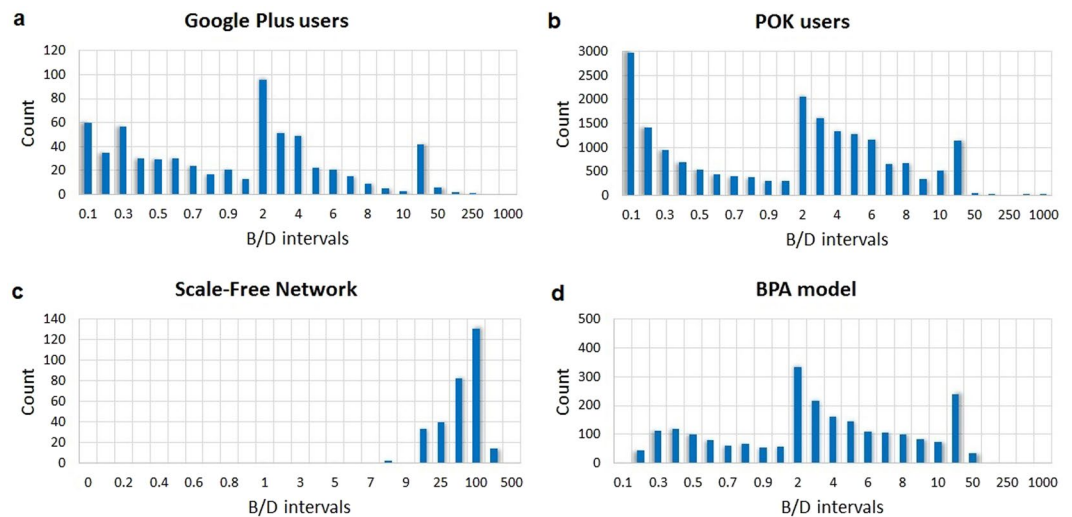 a
Google Plus users
120
100
80
60
40
20
0
Count
0.1 0.3 0.5 0.7 0.9 2 4 6 8 10 50 250 1000
B/D intervals
b
POK users
3000
2500
2000
1500
1000
500
0
Count
0.1 0.3 0.5 0.7 0.9 2 4 6 8 10 50 250 1000
B/D intervals
c
Scale-Free Network
140
120
100
80
60
40
20
0
Count
0 0.2 0.4 0.6 0.8 1 3 5 7 9 25 100 500
B/D intervals
d
BPA model
500
400
300
200
100
0
Count
0.1 0.3 0.5 0.7 0.9 2 4 6 8 10 50 250 1000
B/D intervals